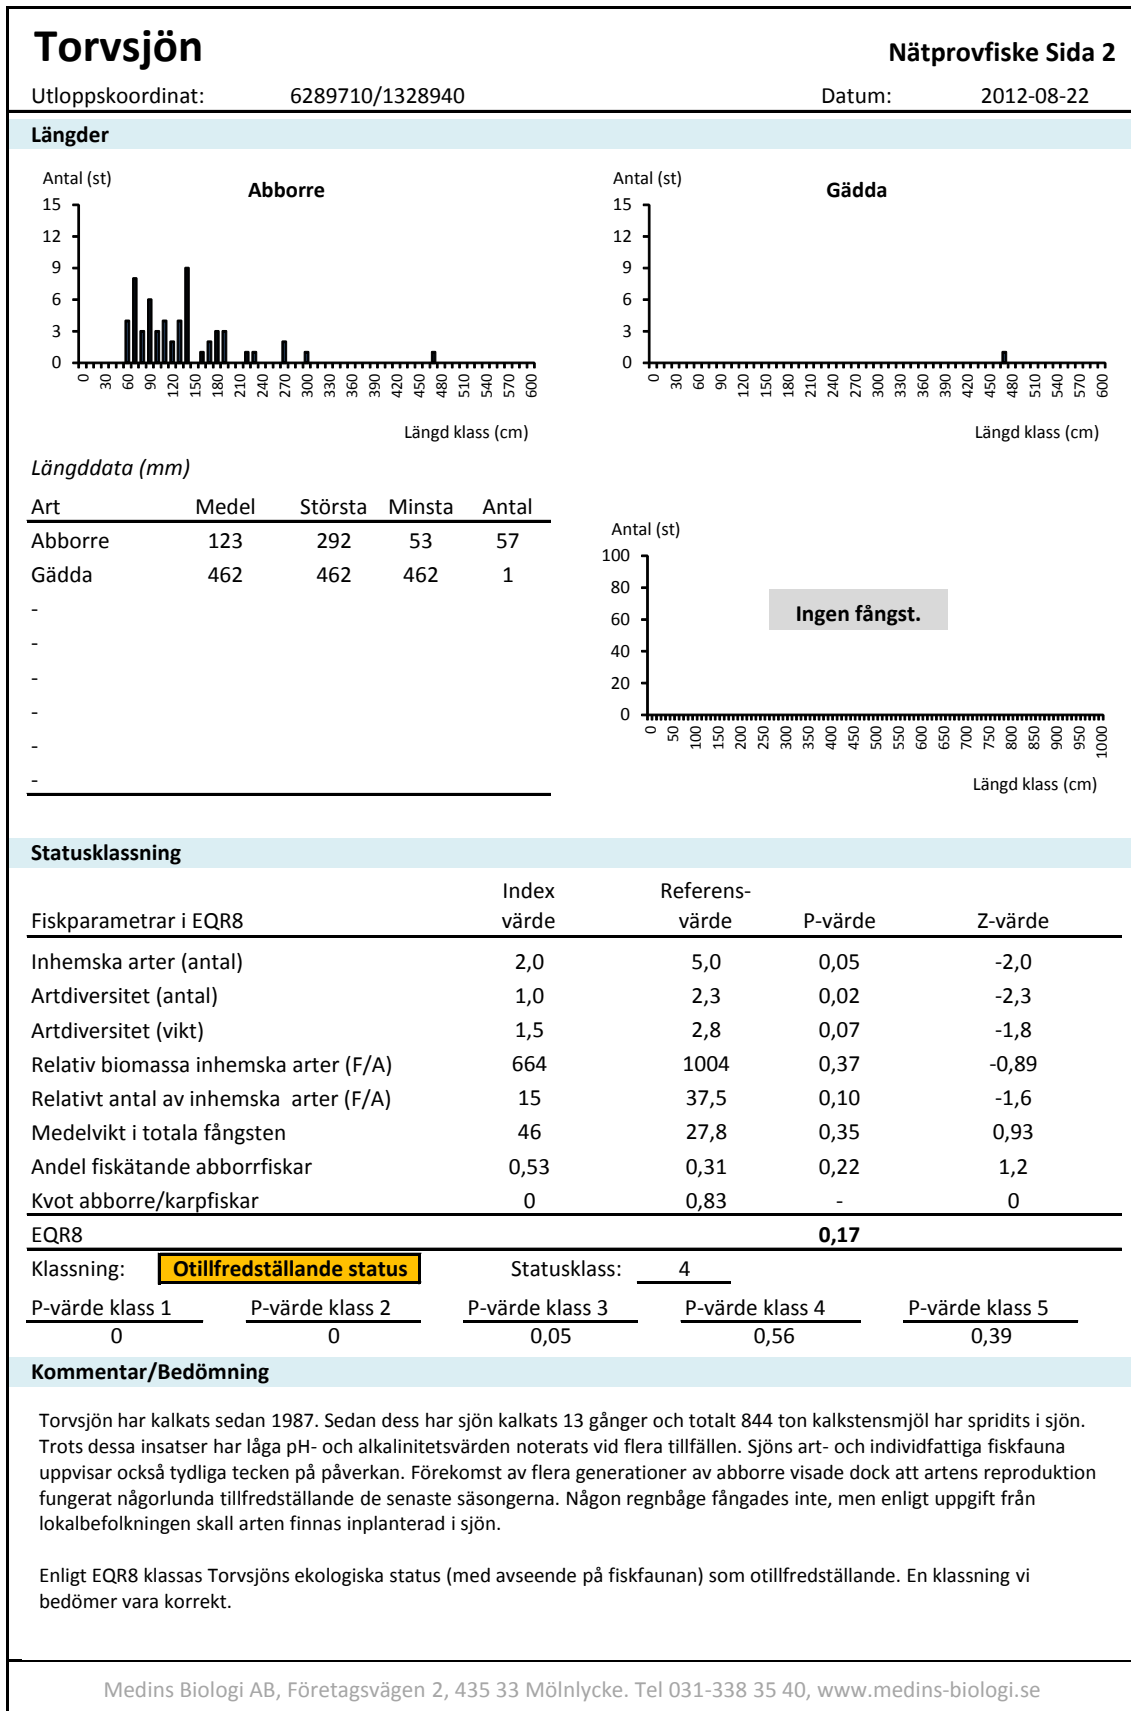 Torvsjön
Nätprovfiske Sida 2
Utloppskoordinat: 6289710/1328940 Datum: 2012-08-22
Längder
Antal (st)
Abborre
15
12
9
6
3
0
0 30 60 90 120 150 180 210 240 270 300 330 360 390 420 450 480 510 540 570 600
Längd klass (cm)
Antal (st)
Gädda
15
12
9
6
3
0
0 30 60 90 120 150 180 210 240 270 300 330 360 390 420 450 480 510 540 570 600
Längd klass (cm)
Längddata (mm)
Art Medel Största Minsta Antal
Abborre 123 292 53 57
Gädda 462 462 462 1
-
-
-
-
-
-
Antal (st)
100
80
60
40
20
0
Ingen fångst.
0 50 100 150 200 250 300 350 400 450 500 550 600 650 700 750 800 850 900 950 1000
Längd klass (cm)
Statusklassning
Index Referens-
Fiskparametrar i EQR8 värde värde P-värde Z-värde
Inhemska arter (antal) 2,0 5,0 0,05 -2,0
Artdiversitet (antal) 1,0 2,3 0,02 -2,3
Artdiversitet (vikt) 1,5 2,8 0,07 -1,8
Relativ biomassa inhemska arter (F/A) 664 1004 0,37 -0,89
Relativt antal av inhemska  arter (F/A) 15 37,5 0,10 -1,6
Medelvikt i totala fångsten 46 27,8 0,35 0,93
Andel fiskätande abborrfiskar 0,53 0,31 0,22 1,2
Kvot abborre/karpfiskar 0 0,83 - 0
EQR8 0,17
Klassning: Otillfredställande status Statusklass: 4
P-värde klass 1 P-värde klass 2 P-värde klass 3 P-värde klass 4 P-värde klass 5
0 0 0,05 0,56 0,39
Kommentar/Bedömning
Torvsjön har kalkats sedan 1987. Sedan dess har sjön kalkats 13 gånger och totalt 844 ton kalkstensmjöl har spridits i sjön.
Trots dessa insatser har låga pH- och alkalinitetsvärden noterats vid flera tillfällen. Sjöns art- och individfattiga fiskfauna
uppvisar också tydliga tecken på påverkan. Förekomst av flera generationer av abborre visade dock att artens reproduktion
fungerat någorlunda tillfredställande de senaste säsongerna. Någon regnbåge fångades inte, men enligt uppgift från
lokalbefolkningen skall arten finnas inplanterad i sjön.
Enligt EQR8 klassas Torvsjöns ekologiska status (med avseende på fiskfaunan) som otillfredställande. En klassning vi
bedömer vara korrekt.
Medins Biologi AB, Företagsvägen 2, 435 33 Mölnlycke. Tel 031-338 35 40, www.medins-biologi.se